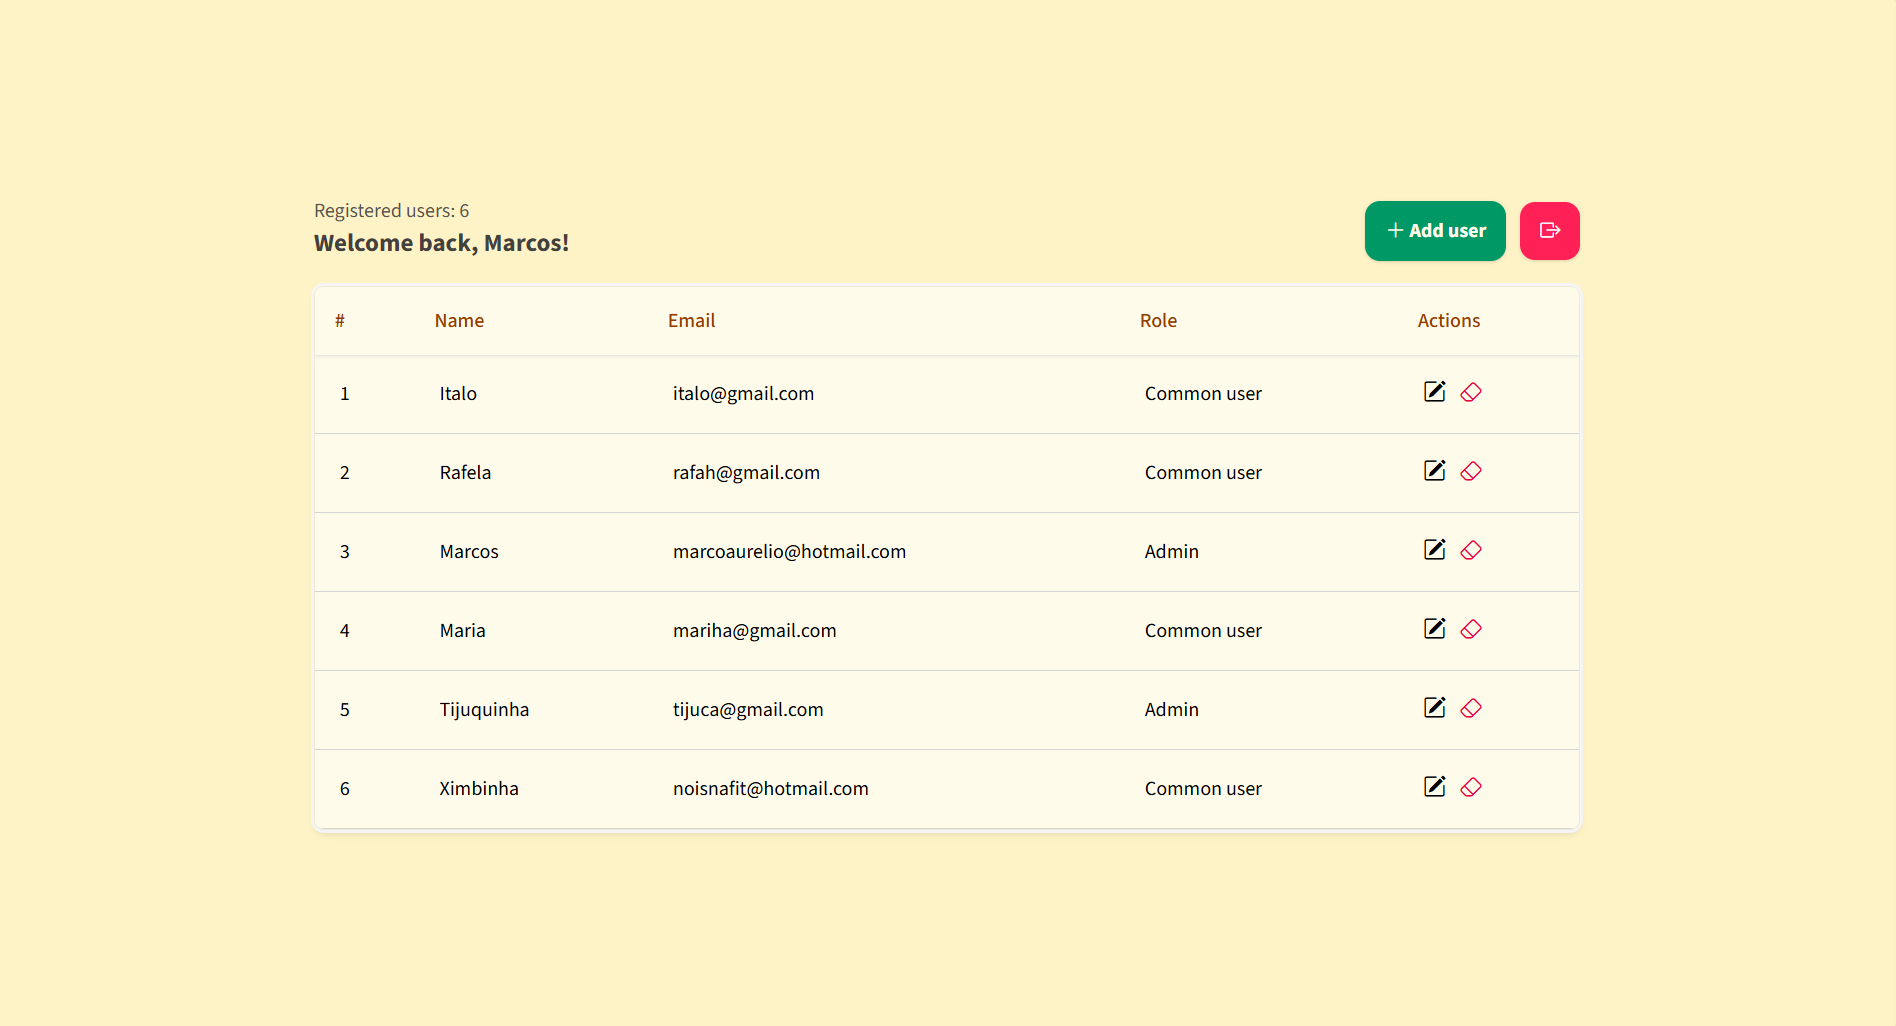 Registered users: 6
Welcome back, Marcos!
+ Add user
# Name Email Role Actions
1 Italo italo@gmail.com Common user
2 Rafela rafah@gmail.com Common user
3 Marcos marcoaurelio@hotmail.com Admin
4 Maria mariha@gmail.com Common user
5 Tijuquinha tijuca@gmail.com Admin
6 Ximbinha noisnafit@hotmail.com Common user